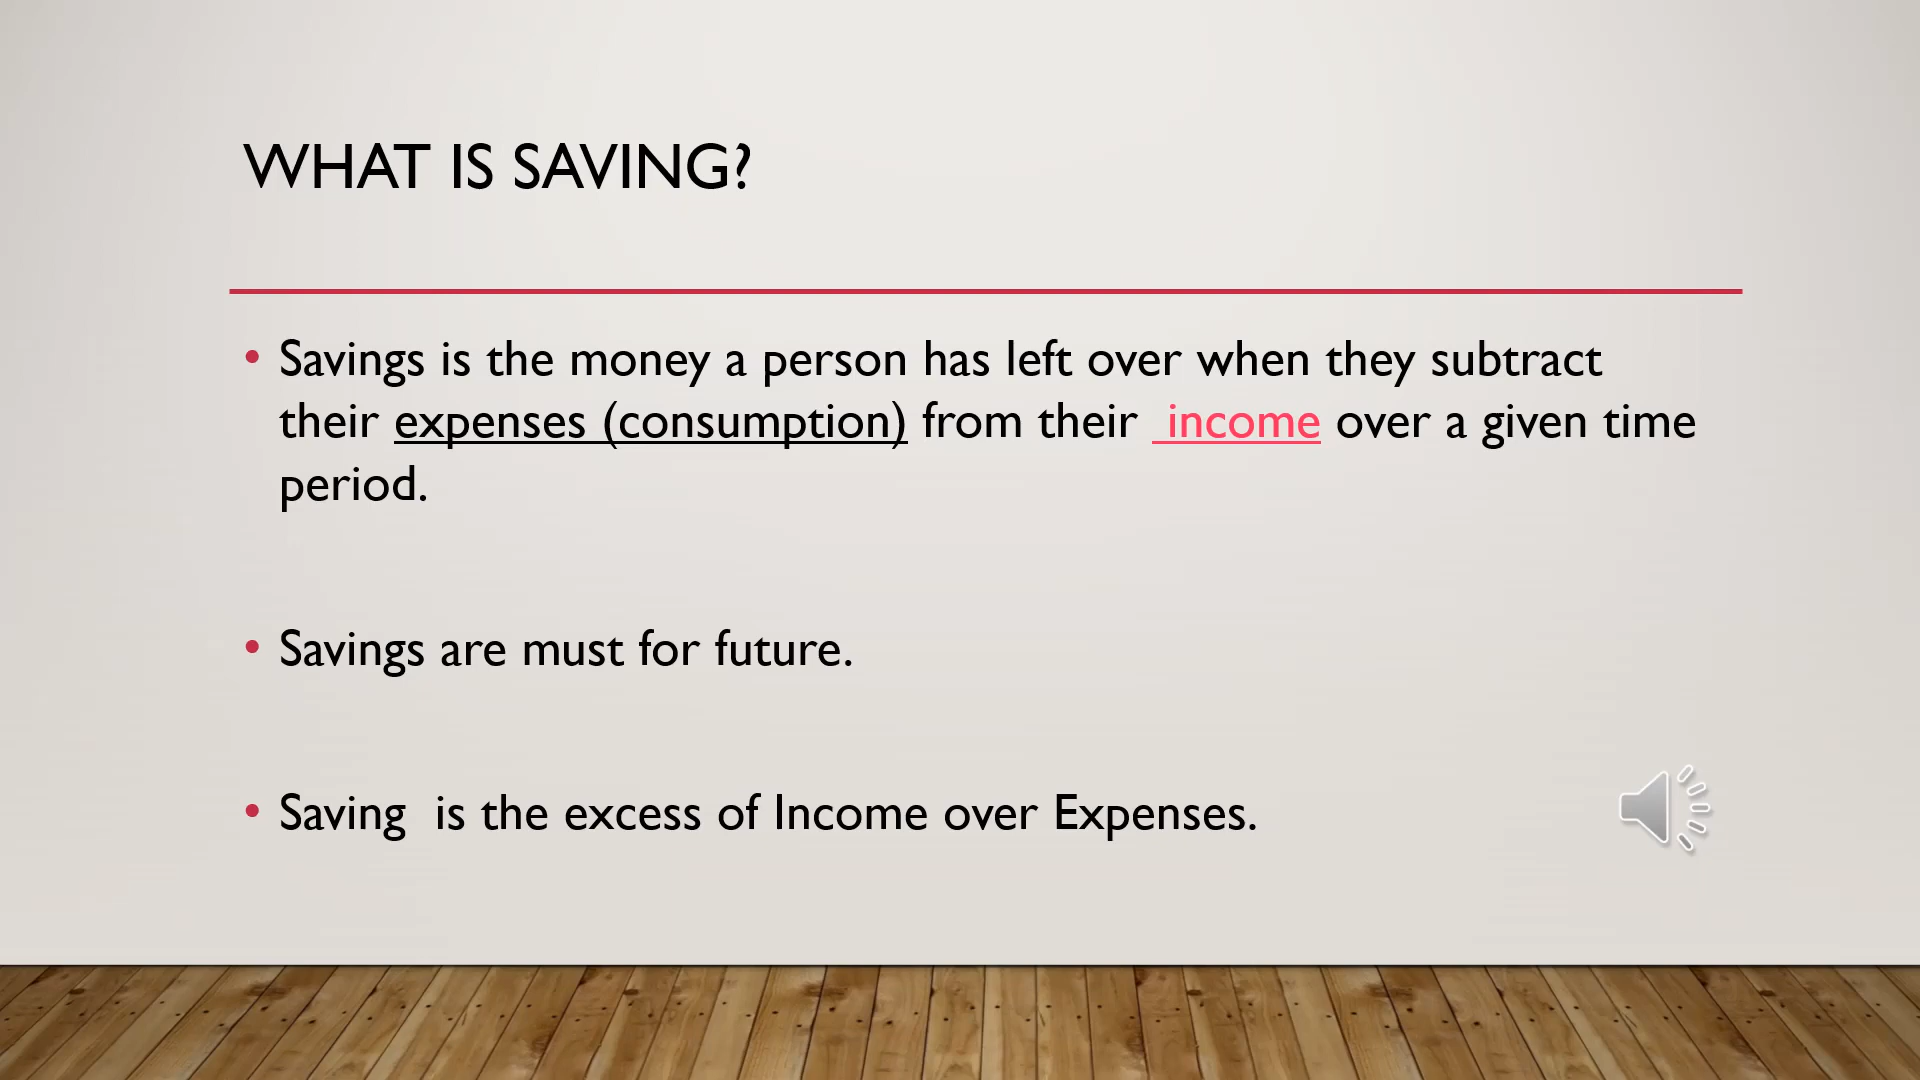 WHAT IS SAVING?
• Savings is the money a person has left over when they subtract
their expenses (consumption) from their  income over a given time
period.
• Savings are must for future.
• Saving  is the excess of Income over Expenses.